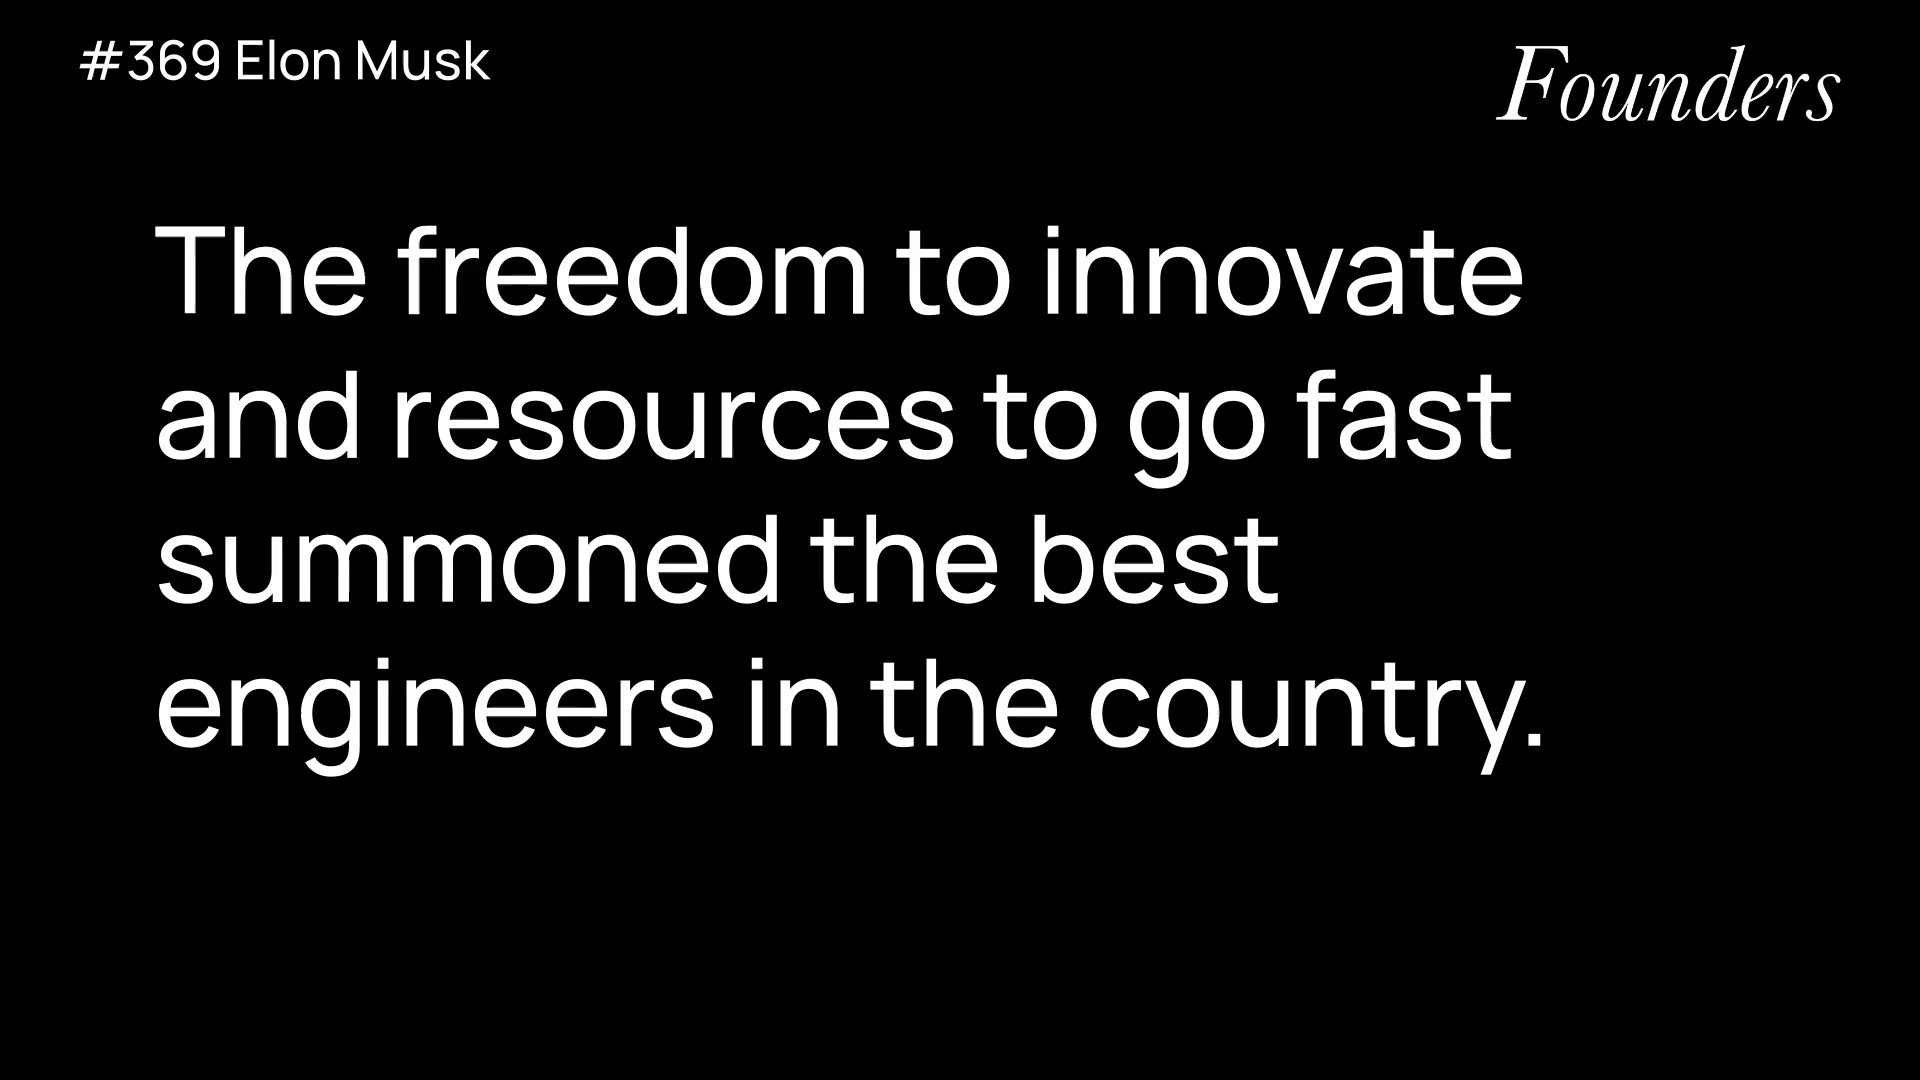 #369 Elon Musk
Founders
The freedom to innovate
and resources to go fast
summoned the best
engineers in the country.